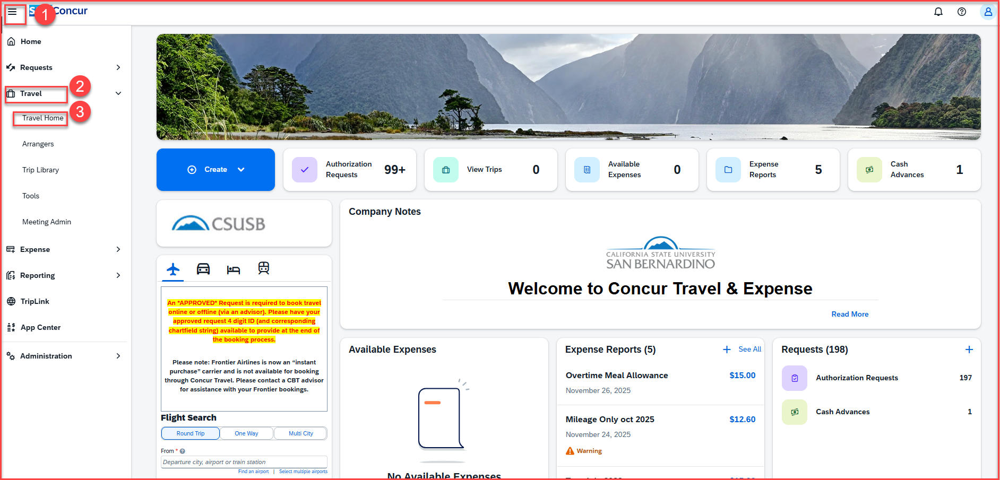 1
Concur
Home
Requests
Travel
2
Travel Home
3
Arrangers
Trip Library
Tools
Meeting Admin
Expense
Reporting
TripLink
App Center
Administration
Create
Authorization
Requests
99+
View Trips
0
Available
Expenses
0
Expense
Reports
5
Cash
Advances
1
CSUSB
An *APPROVED* Request is required to book travel
online or offline (via an advisor). Please have your
approved request 4 digit ID (and corresponding
chartfield string) available to provide at the end of
the booking process.
Please note: Frontier Airlines is now an “instant
purchase” carrier and is not available for booking
through Concur Travel. Please contact a CBT advisor
for assistance with your Frontier bookings.
Flight Search
Round Trip
One Way
Multi City
From *
Departure city, airport or train station
Find an airport | Select multiple airports
Company Notes
CALIFORNIA STATE UNIVERSITY
SAN BERNARDINO
Welcome to Concur Travel & Expense
Read More
Available Expenses
No Available Expenses
Expense Reports (5)
See All
Overtime Meal Allowance
$15.00
November 26, 2025
Mileage Only oct 2025
$12.60
November 24, 2025
Warning
Requests (198)
Authorization Requests
197
Cash Advances
1